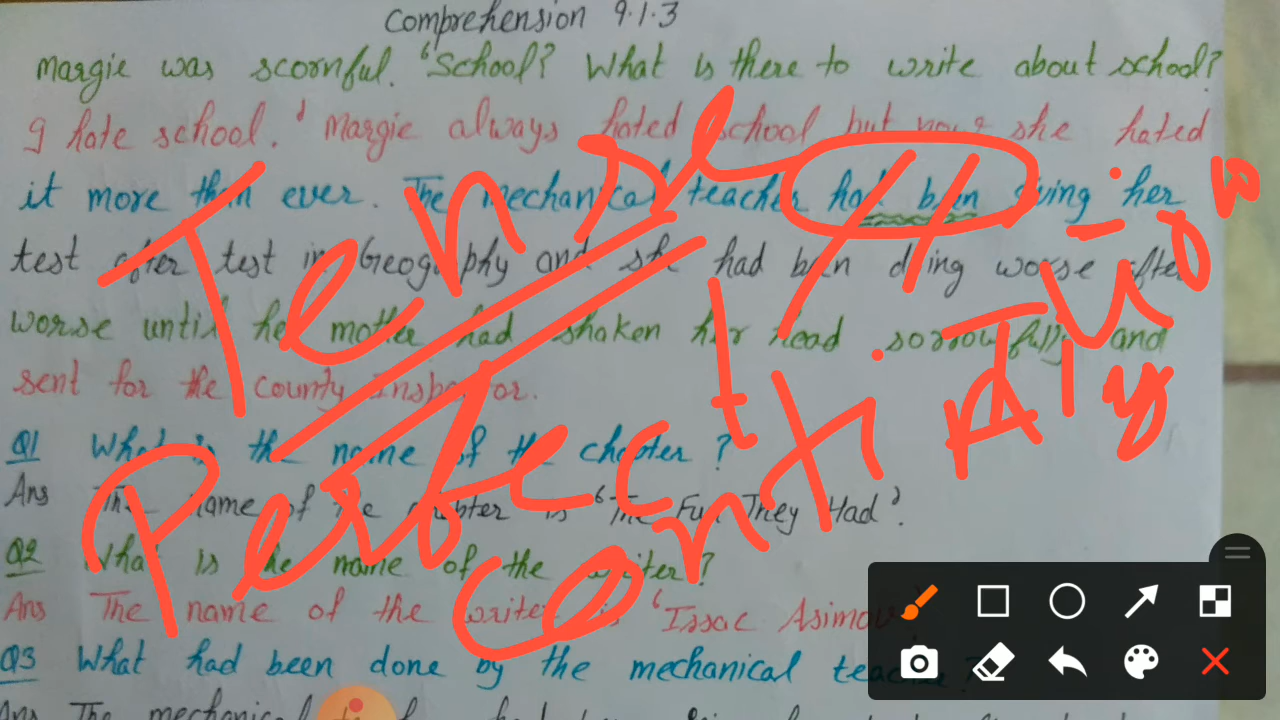 Comprehension 9.1.3
Margie was scornful. 'School? What is there to write about school?
I hate school.' Margie always hated school but now she hated
it more than ever. The mechanical teacher had been giving her
test after test in Geography and she had been doing worse after
worse until her mother had shaken her head sorrowfully and
sent for the county Inspector.
Q1 What is the name of the chapter?
Ans The name of the chapter is 'The Fun They Had'.
Q2 What is the name of the writer?
Ans The name of the writer is 'Issac Asimov'
Q3 What had been done by the mechanical teacher?
Ans The mechanical
Tense
Perfect
Conti